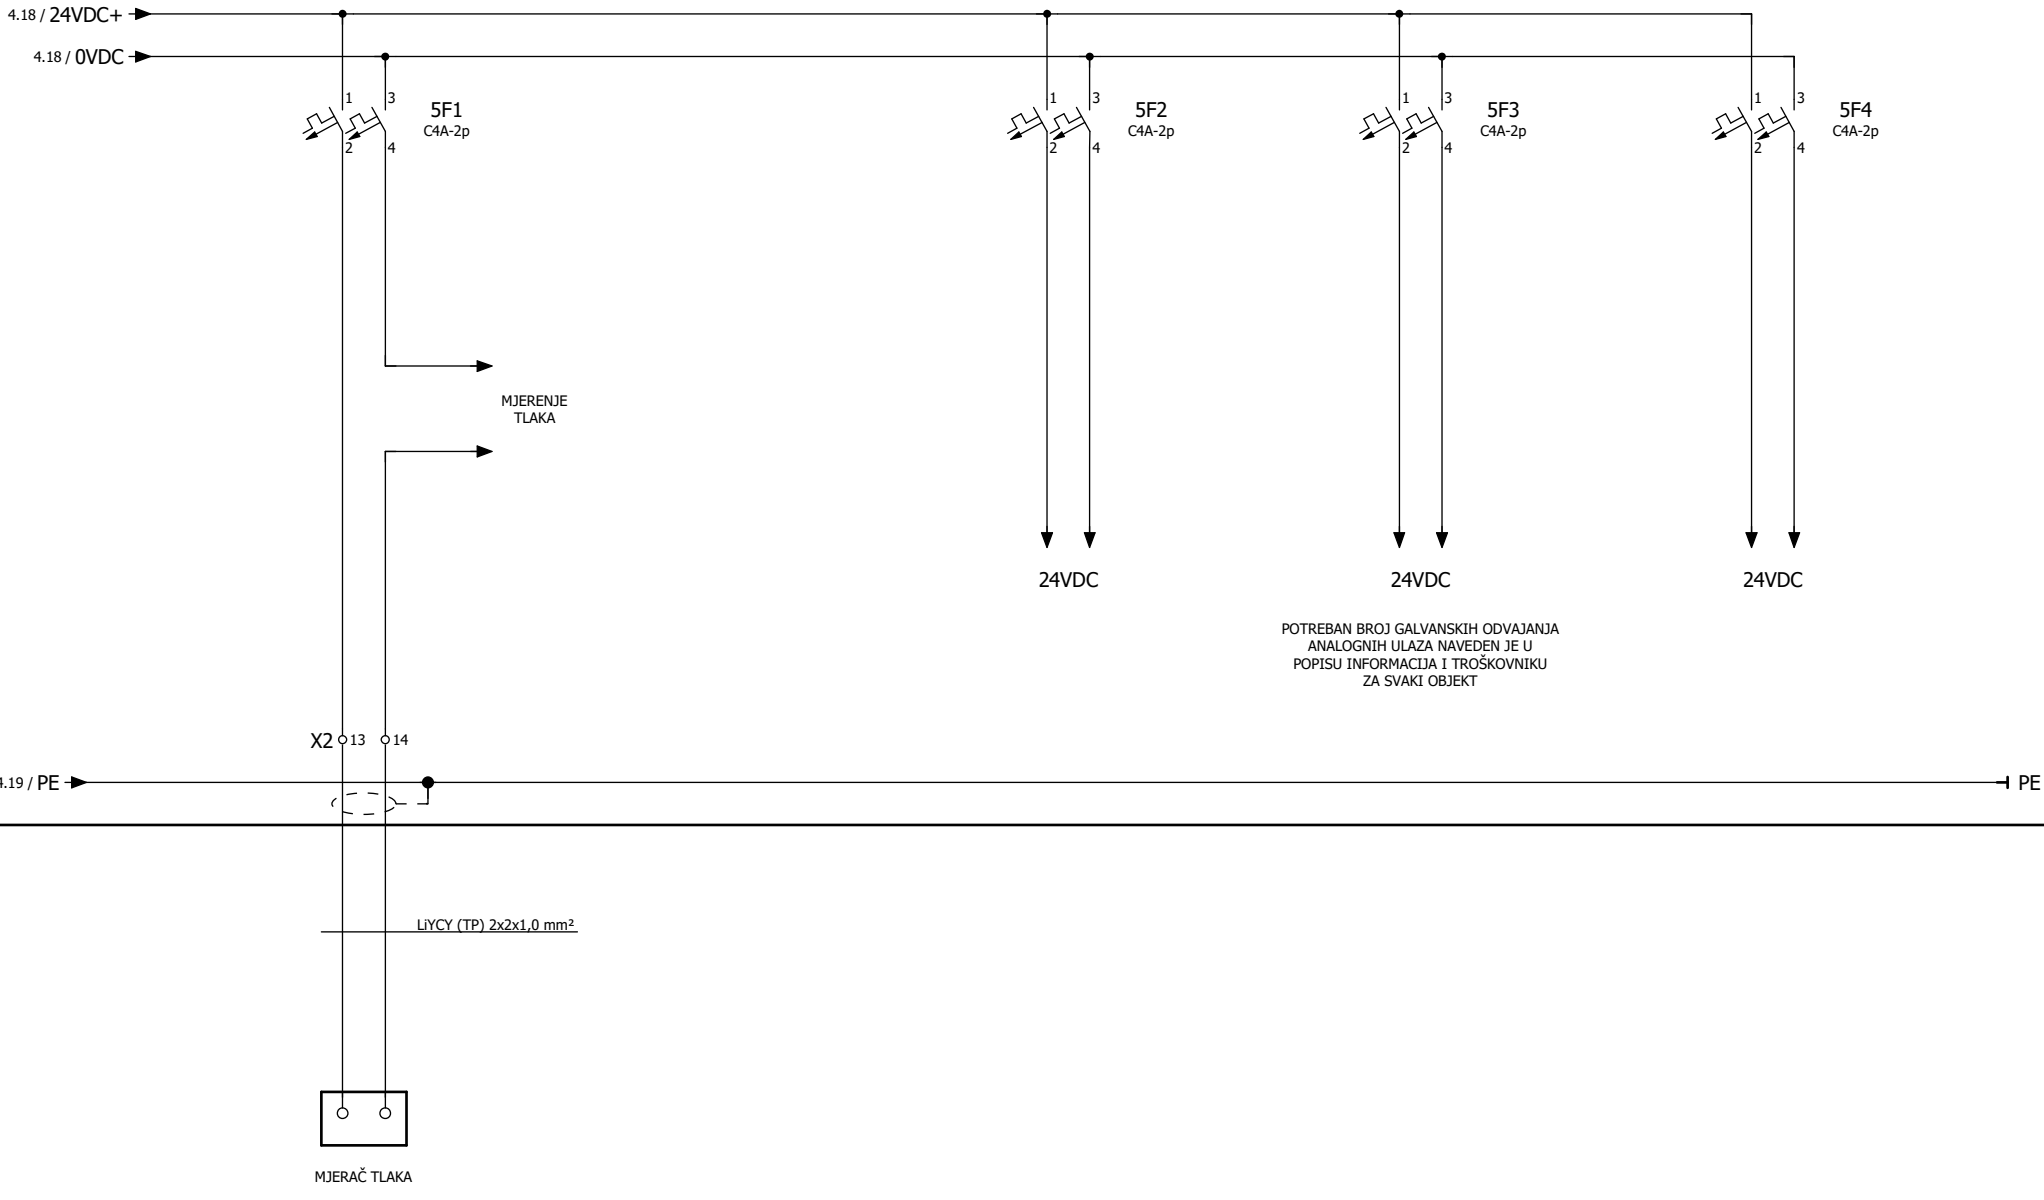 4.18 / 24VDC+
4.18 / 0VDC
1 3
5F1
C4A-2p
2 4
1 3
5F2
C4A-2p
2 4
1 3
5F3
C4A-2p
2 4
1 3
5F4
C4A-2p
2 4
MJERENJE
TLAKA
24VDC
24VDC
24VDC
POTREBAN BROJ GALVANSKIH ODVAJANJA
ANALOGNIH ULAZA NAVEDEN JE U
POPISU INFORMACIJA I TROŠKOVNIKU
ZA SVAKI OBJEKT
X2 13 14
.19 / PE
PE
LiYCY (TP) 2x2x1,0 mm²
MJERAČ TLAKA